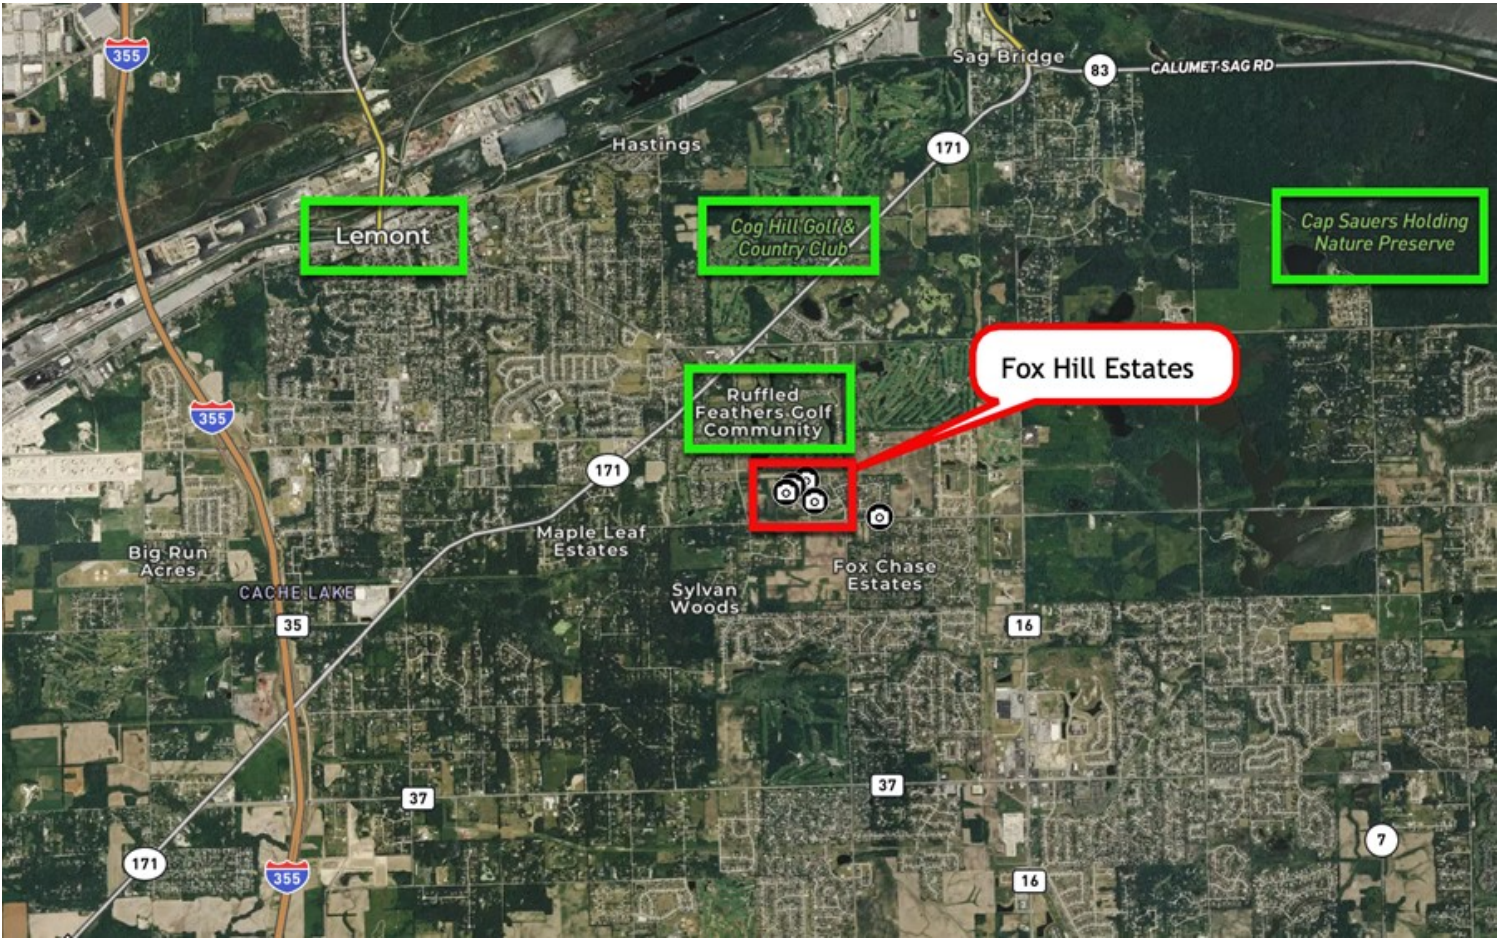 355
Sag Bridge
83
CALUMET-SAG RD
Hastings
171
Lemont
Cog Hill Golf &
Country Club
Cap Sauers Holding
Nature Preserve
Fox Hill Estates
Ruffled
Feathers Golf
Community
355
171
Maple Leaf
Estates
Big Run
Acres
Fox Chase
Estates
CACHE LAKE
Sylvan
Woods
35
16
37
37
7
171
355
16